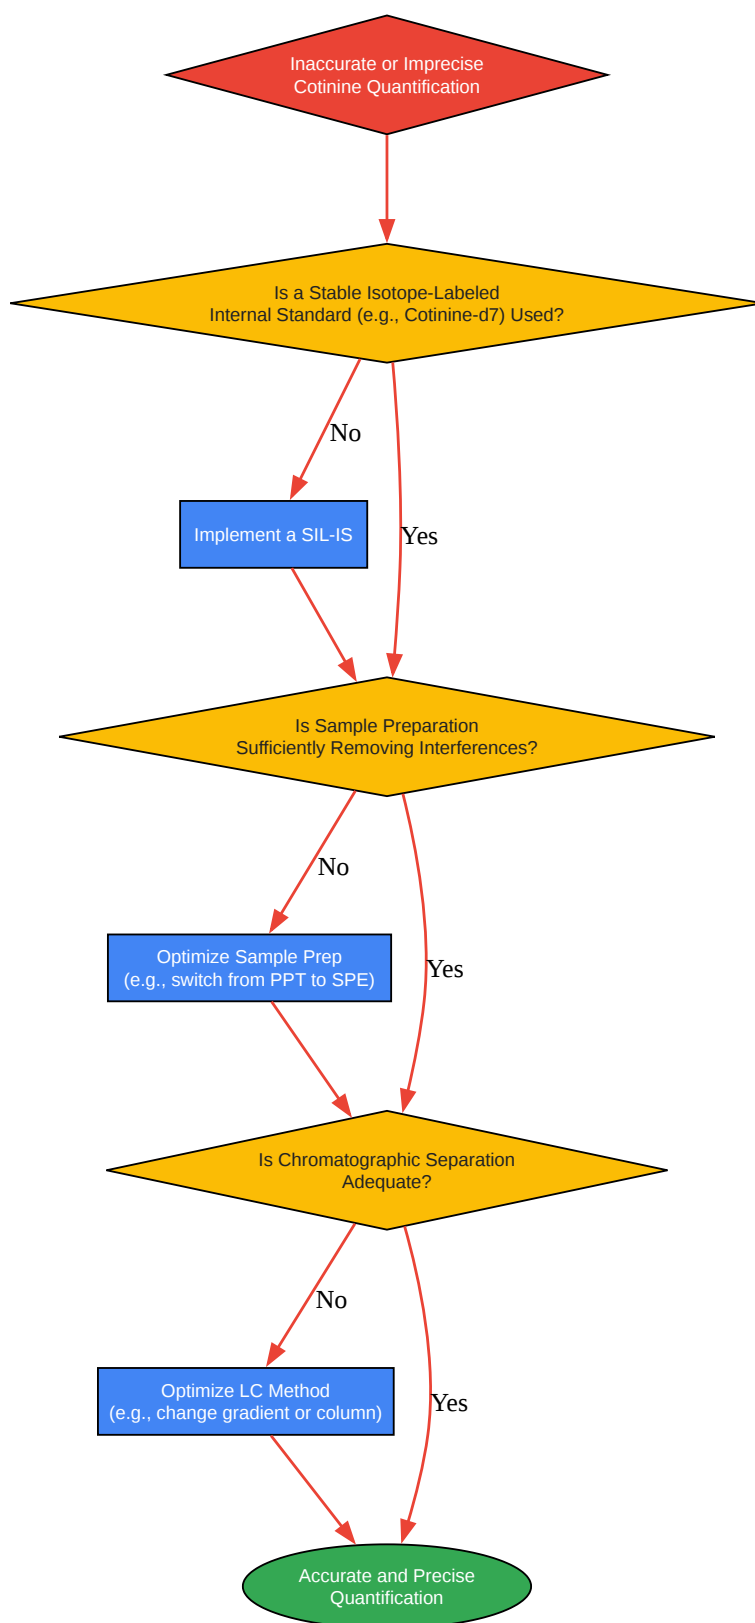 Inaccurate or Imprecise
Cotinine Quantification
Is a Stable Isotope-Labeled
Internal Standard (e.g., Cotinine-d7) Used?
No
Implement a SIL-IS
Yes
Is Sample Preparation
Sufficiently Removing Interferences?
No
Optimize Sample Prep
(e.g., switch from PPT to SPE)
Yes
Is Chromatographic Separation
Adequate?
No
Optimize LC Method
(e.g., change gradient or column)
Yes
Accurate and Precise
Quantification